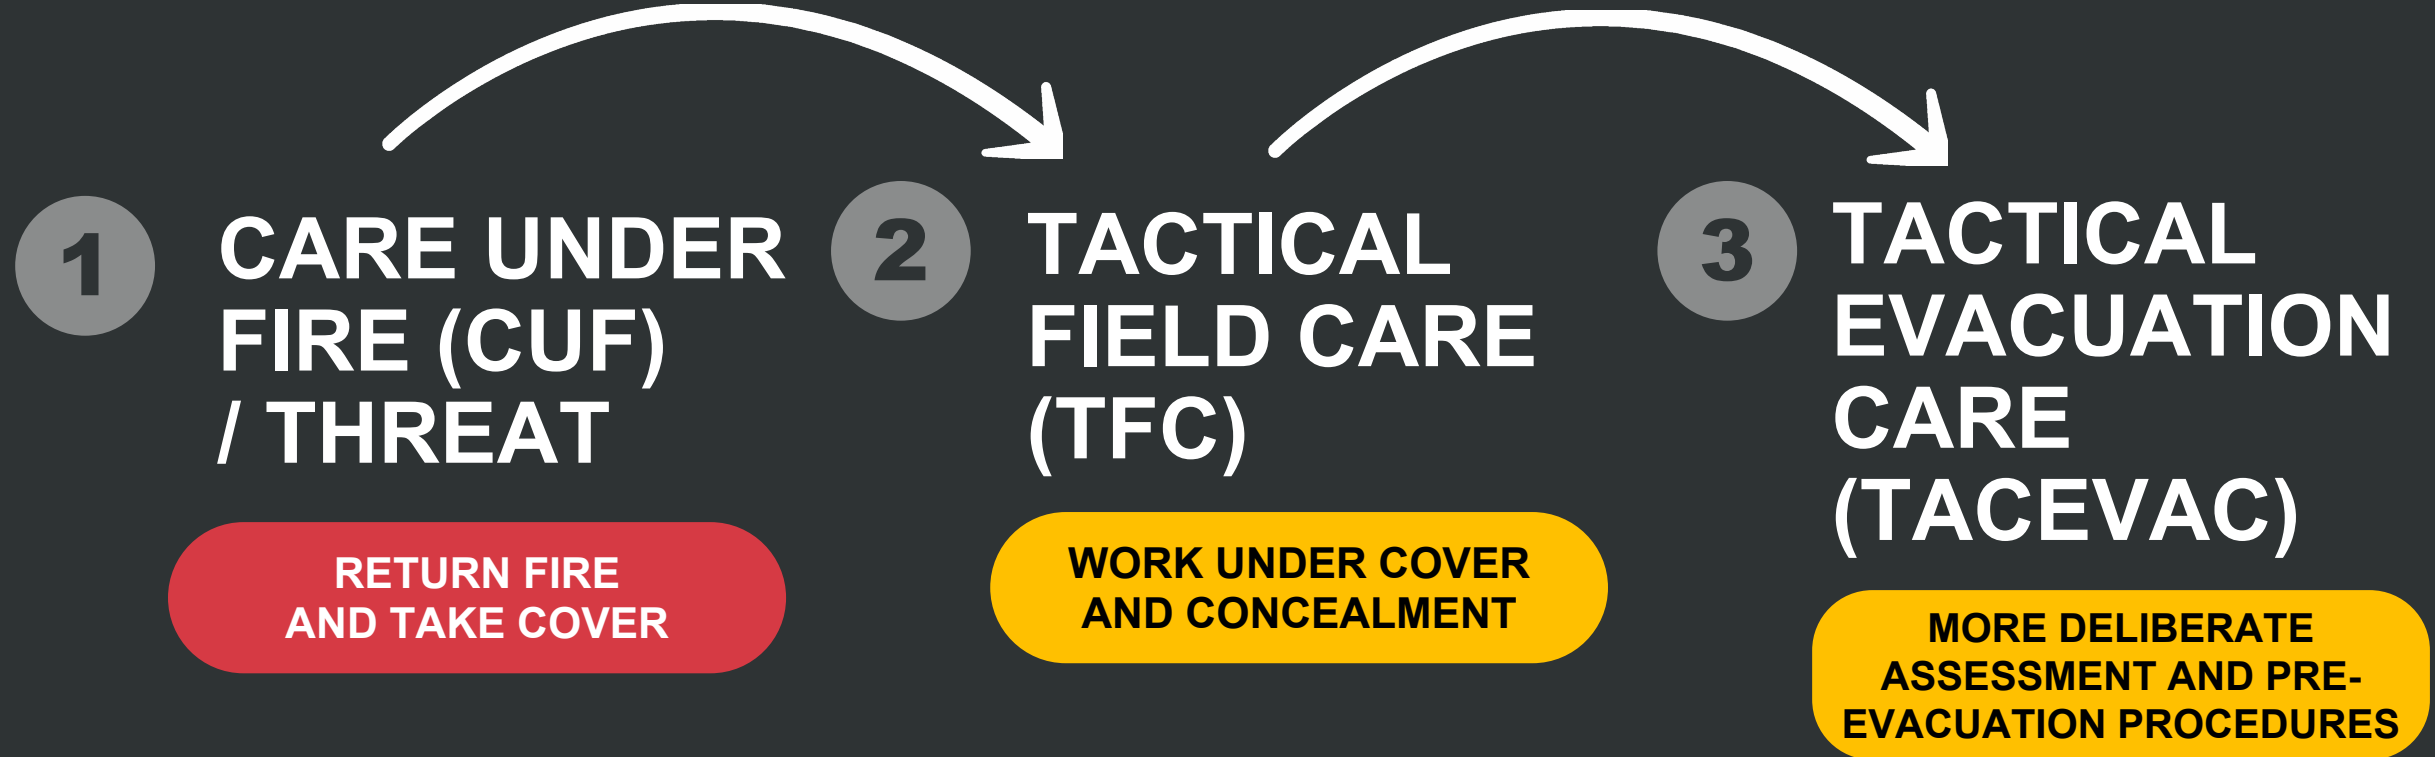 1
CARE UNDER
FIRE (CUF)
/ THREAT
RETURN FIRE
AND TAKE COVER
2
TACTICAL
FIELD CARE
(TFC)
WORK UNDER COVER
AND CONCEALMENT
3
TACTICAL
EVACUATION
CARE
(TACEVAC)
MORE DELIBERATE
ASSESSMENT AND PRE-
EVACUATION PROCEDURES